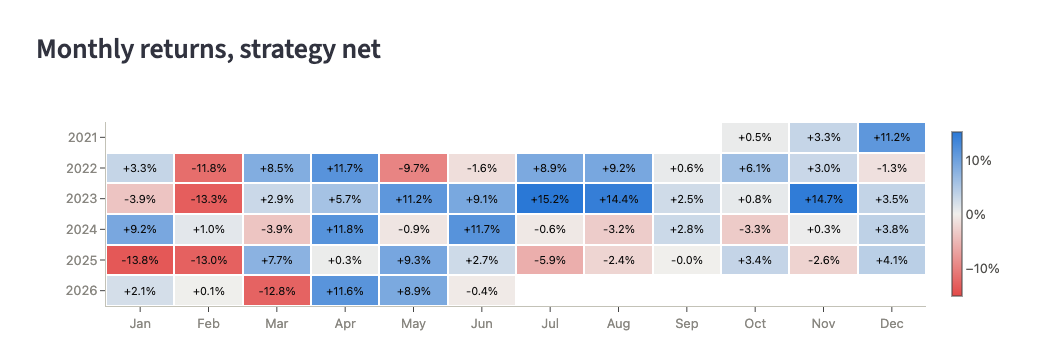 Monthly returns, strategy net
2021 +0.5% +3.3% +11.2%
2022 +3.3% -11.8% +8.5% +11.7% -9.7% -1.6% +8.9% +9.2% +0.6% +6.1% +3.0% -1.3%
2023 -3.9% -13.3% +2.9% +5.7% +11.2% +9.1% +15.2% +14.4% +2.5% +0.8% +14.7% +3.5%
2024 +9.2% +1.0% -3.9% +11.8% -0.9% +11.7% -0.6% -3.2% +2.8% -3.3% +0.3% +3.8%
2025 -13.8% -13.0% +7.7% +0.3% +9.3% +2.7% -5.9% -2.4% -0.0% +3.4% -2.6% +4.1%
2026 +2.1% +0.1% -12.8% +11.6% +8.9% -0.4%
Jan Feb Mar Apr May Jun Jul Aug Sep Oct Nov Dec
10%
0%
−10%